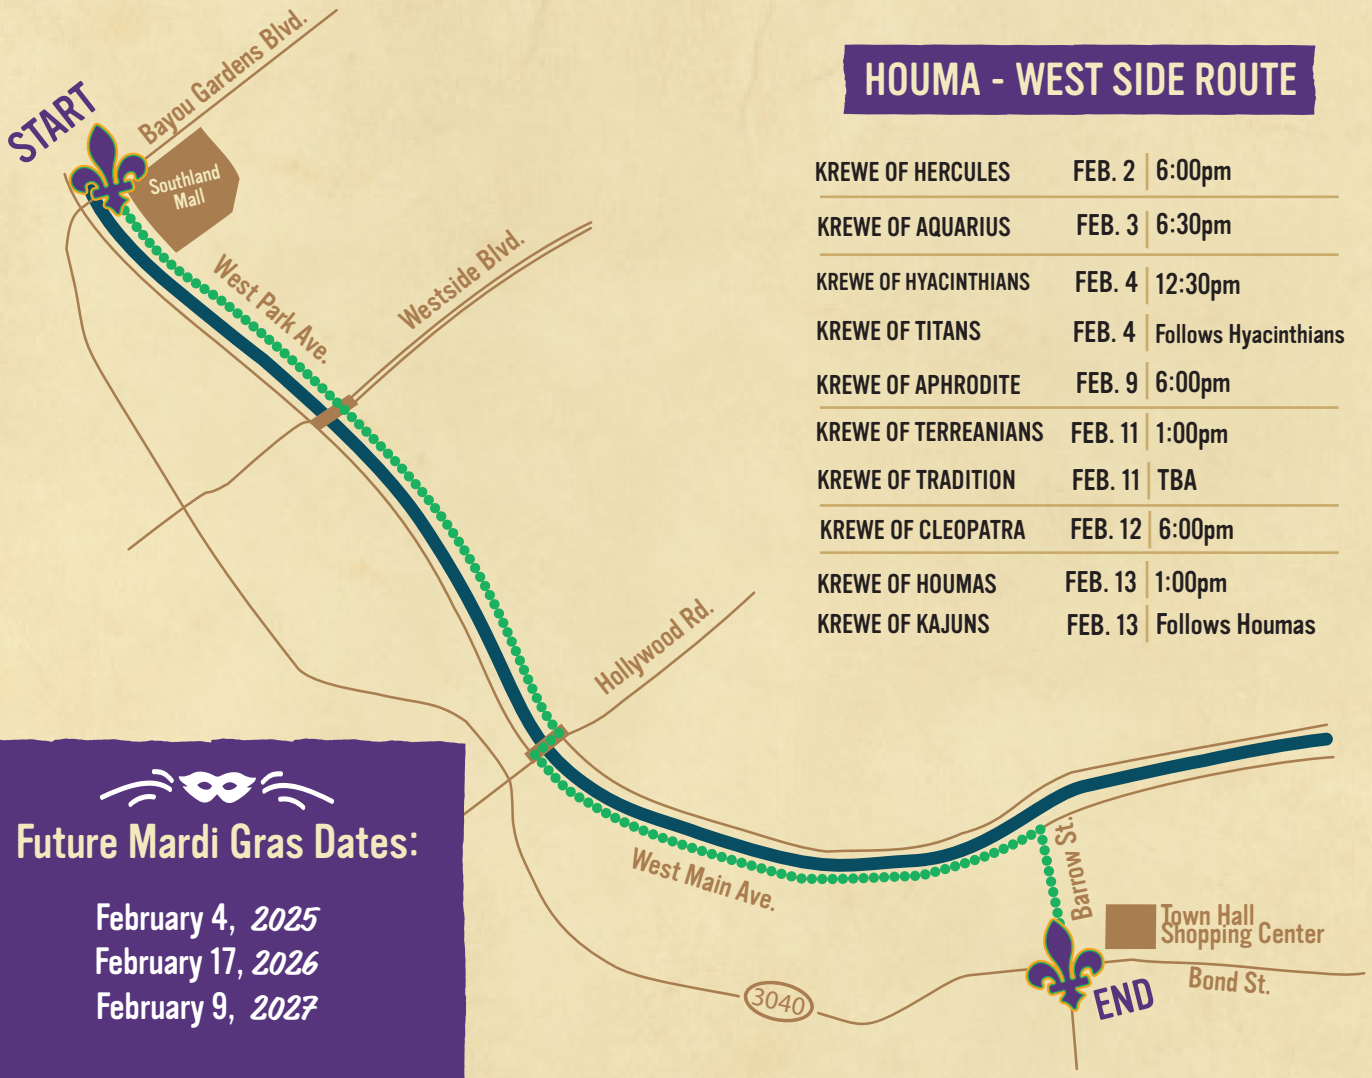 START
Bayou Gardens Blvd.
Southland
Mall
West Park Ave.
Westside Blvd.
Hollywood Rd.
West Main Ave.
Barrow St.
Town Hall
Shopping Center
Bond St.
3040
END
HOUMA - WEST SIDE ROUTE
KREWE OF HERCULES FEB. 2 6:00pm
KREWE OF AQUARIUS FEB. 3 6:30pm
KREWE OF HYACINTHIANS FEB. 4 12:30pm
KREWE OF TITANS FEB. 4 Follows Hyacinthians
KREWE OF APHRODITE FEB. 9 6:00pm
KREWE OF TERREANIANS FEB. 11 1:00pm
KREWE OF TRADITION FEB. 11 TBA
KREWE OF CLEOPATRA FEB. 12 6:00pm
KREWE OF HOUMAS FEB. 13 1:00pm
KREWE OF KAJUNS FEB. 13 Follows Houmas
Future Mardi Gras Dates:
February 4, 2025
February 17, 2026
February 9, 2027